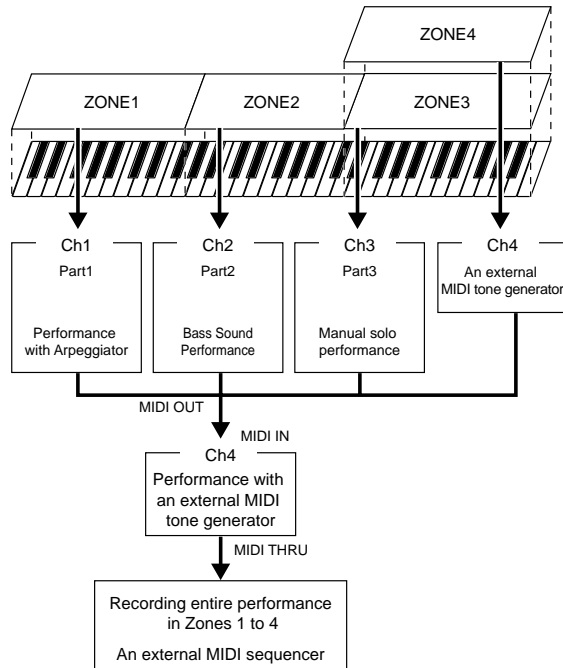 ZONE4
ZONE1
ZONE2
ZONE3
Ch1
Part1
Performance
with Arpeggiator
Ch2
Part2
Bass Sound
Performance
Ch3
Part3
Manual solo
performance
Ch4
An external
MIDI tone generator
MIDI OUT
MIDI IN
Ch4
Performance with
an external MIDI
tone generator
MIDI THRU
Recording entire performance
in Zones 1 to 4
An external MIDI sequencer